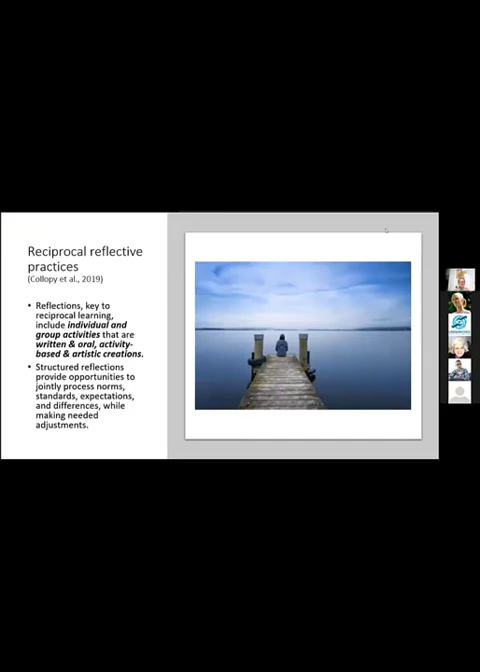 Reciprocal reflective
practices
(Collopy et al., 2019)
• Reflections, key to
reciprocal learning,
include individual and
group activities that are
written & oral, activity-
based & artistic creations.
• Structured reflections
provide opportunities to
jointly process norms,
standards, expectations,
and differences, while
making needed
adjustments.